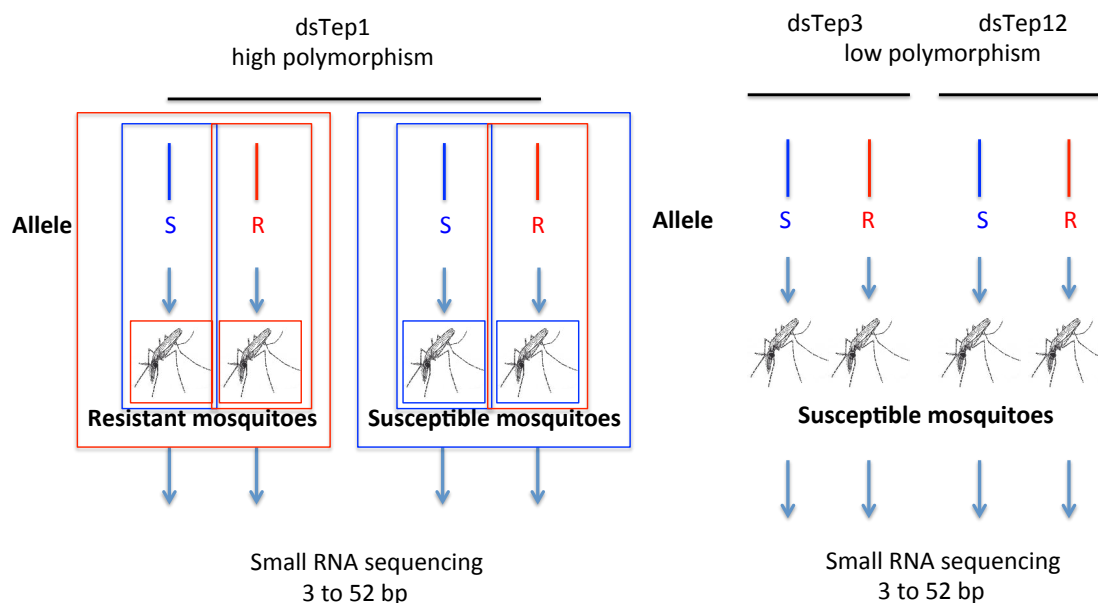 dsTep1
high polymorphism
dsTep3 dsTep12
low polymorphism
Allele S R S R
Allele S R S R
Resistant mosquitoes Susceptible mosquitoes
Susceptible mosquitoes
Small RNA sequencing
3 to 52 bp
Small RNA sequencing
3 to 52 bp